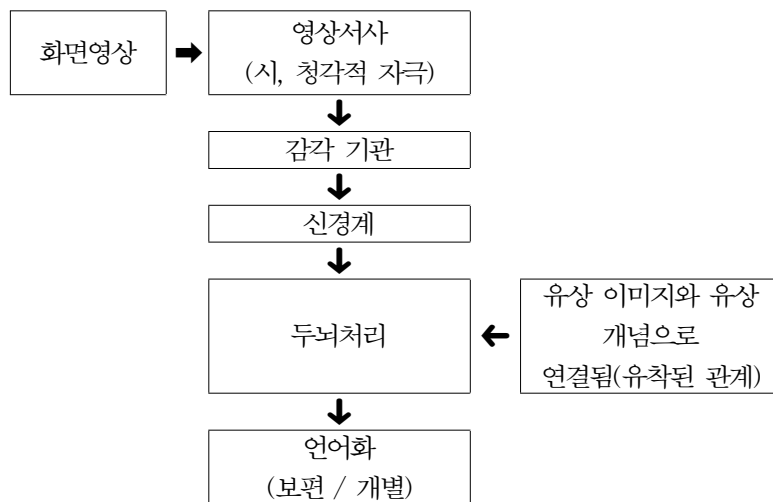 화면영상
영상서사
(시, 청각적 자극)
감각 기관
신경계
두뇌처리
유상 이미지와 유상
개념으로
연결됨(유착된 관계)
언어화
(보편 / 개별)